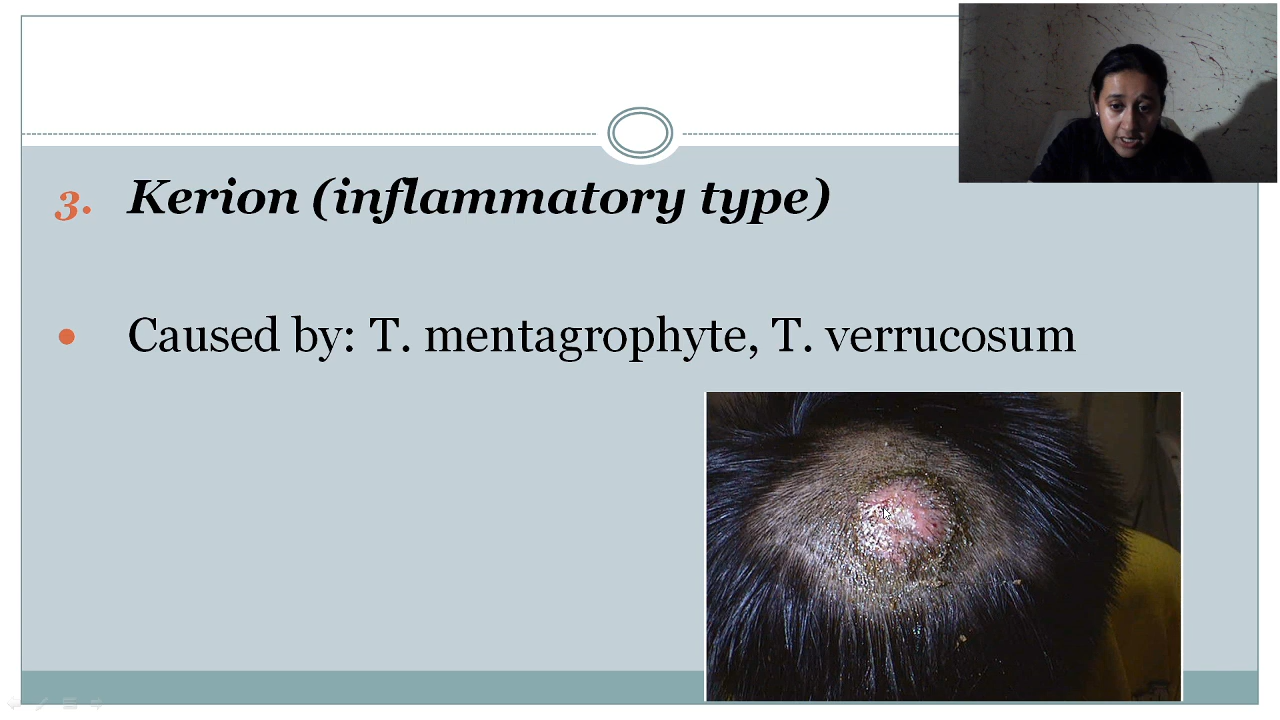 3. Kerion (inflammatory type)
• Caused by: T. mentagrophyte, T. verrucosum